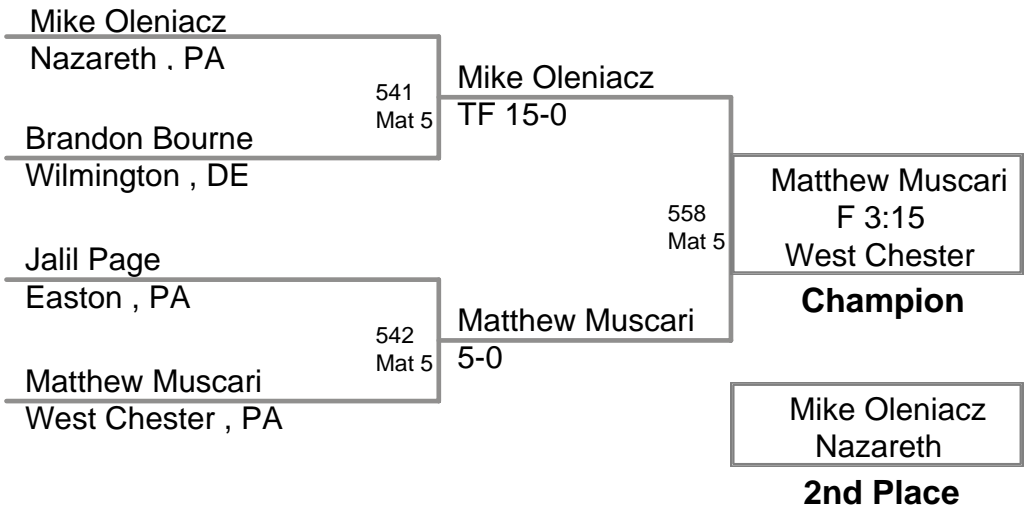 Mike Oleniacz
Nazareth , PA
541
Mat 5
Brandon Bourne
Wilmington , DE
Mike Oleniacz
TF 15-0
Jalil Page
Easton , PA
542
Mat 5
Matthew Muscari
West Chester , PA
Matthew Muscari
5-0
558
Mat 5
Matthew Muscari
F 3:15
West Chester
Champion
Mike Oleniacz
Nazareth
2nd Place